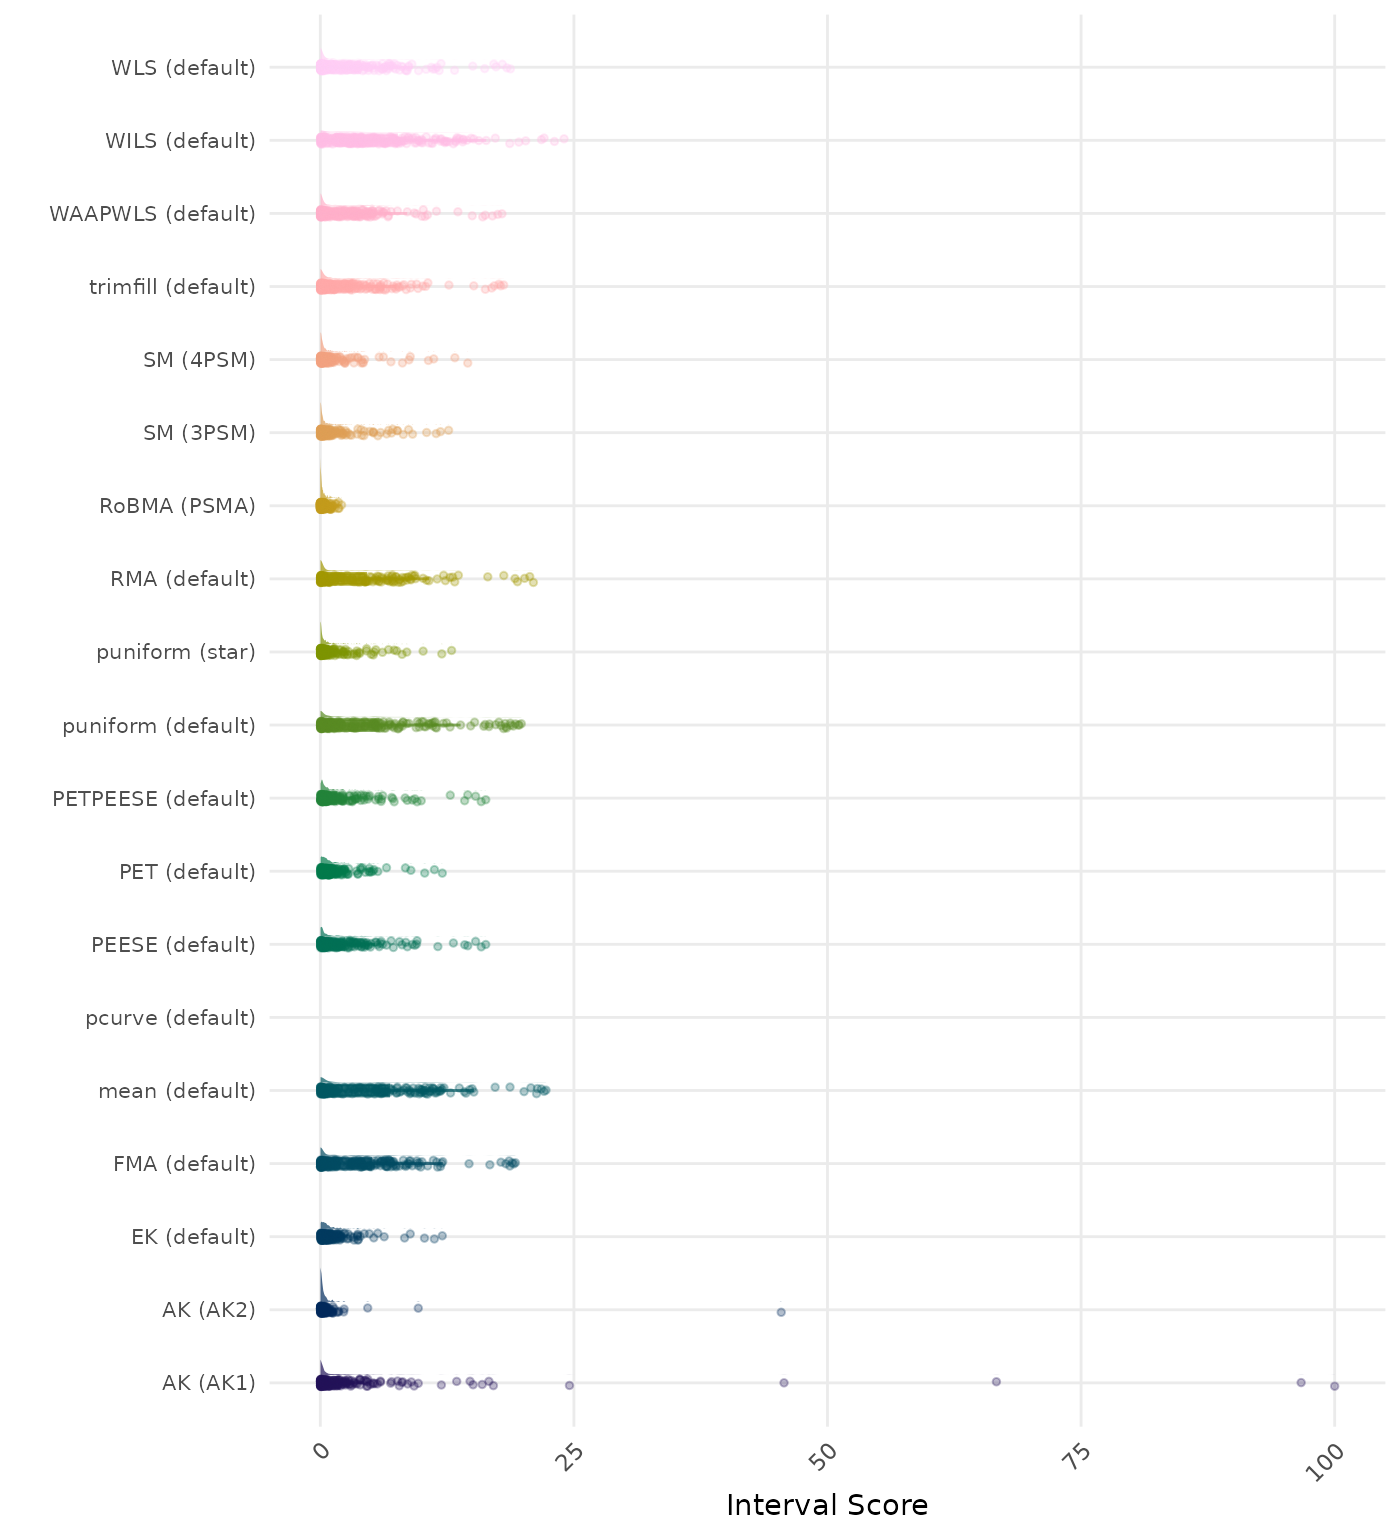 WLS (default)
WILS (default)
WAAPWLS (default)
trimfill (default)
SM (4PSM)
SM (3PSM)
RoBMA (PSMA)
RMA (default)
puniform (star)
puniform (default)
PETPEESE (default)
PET (default)
PEESE (default)
pcurve (default)
mean (default)
FMA (default)
EK (default)
AK (AK2)
AK (AK1)
0 25 50 75 100
Interval Score